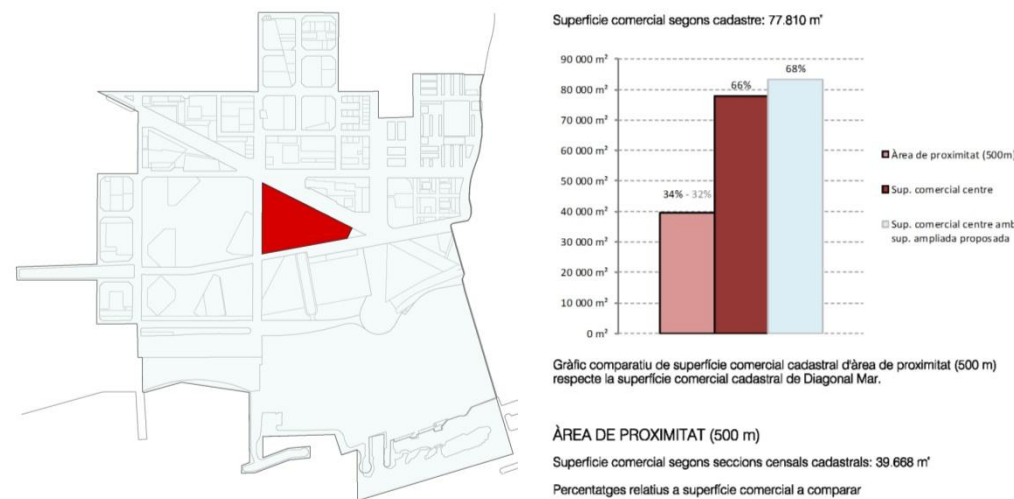 Superfície comercial segons cadastre: 77.810 m²
90 000 m²
80 000 m²
70 000 m²
60 000 m²
50 000 m²
40 000 m²
30 000 m²
20 000 m²
10 000 m²
0 m²
34% - 32%
66%
68%
Àrea de proximitat (500m)
Sup. comercial centre
Sup. comercial centre amb
sup. ampliada proposada
Gràfic comparatiu de superfície comercial cadastral d'àrea de proximitat (500 m)
respecte la superfície comercial cadastral de Diagonal Mar.
ÀREA DE PROXIMITAT (500 m)
Superfície comercial segons seccions censals cadastrals: 39.668 m²
Percentatges relatius a superfície comercial a comparar